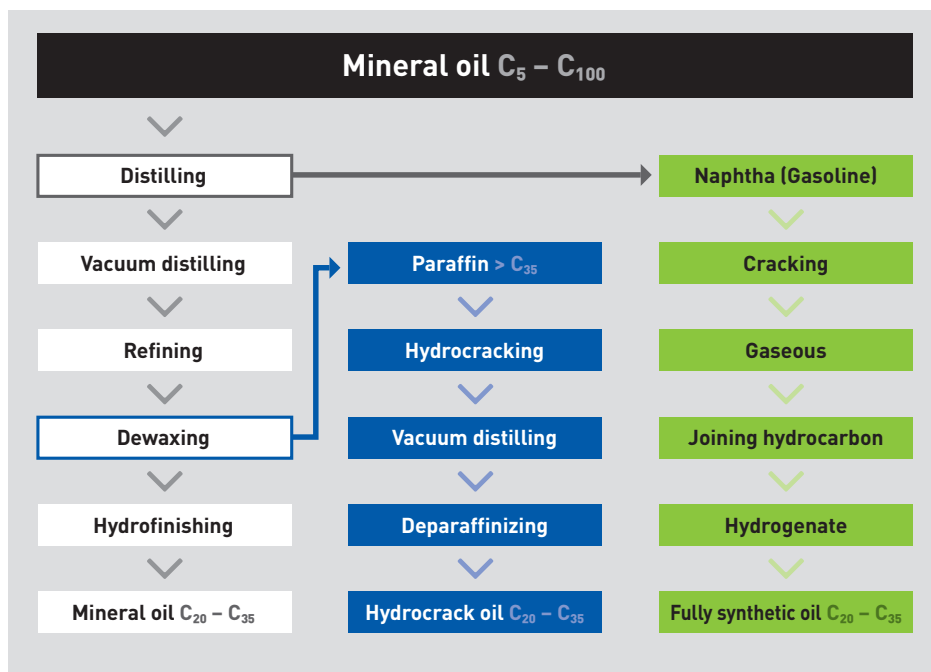 Mineral oil C₅ – C₁₀₀
Distilling
Naphtha (Gasoline)
Vacuum distilling
Paraffin > C₃₅
Cracking
Refining
Hydrocracking
Gaseous
Dewaxing
Vacuum distilling
Joining hydrocarbon
Hydrofinishing
Deparaffinizing
Hydrogenate
Mineral oil C₂₀ – C₃₅
Hydrocrack oil C₂₀ – C₃₅
Fully synthetic oil C₂₀ – C₃₅